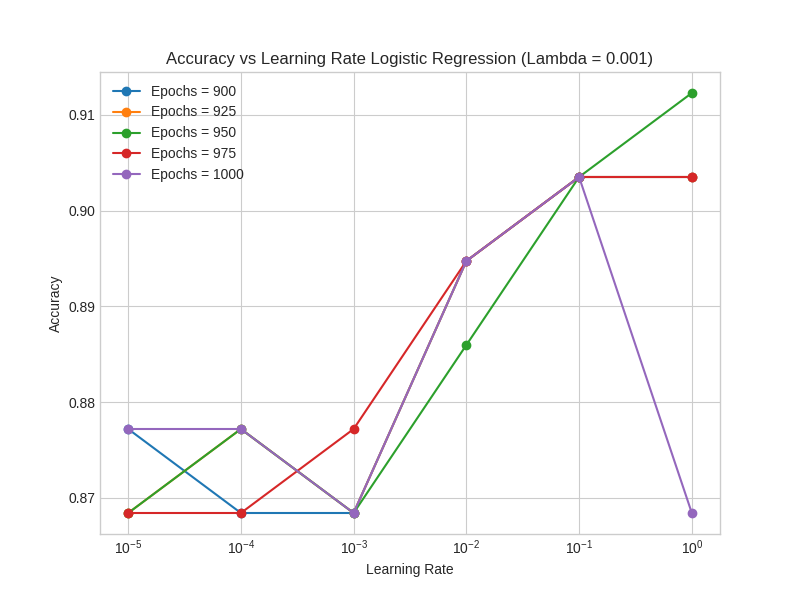 Accuracy vs Learning Rate Logistic Regression (Lambda = 0.001)
Epochs = 900
Epochs = 925
Epochs = 950
Epochs = 975
Epochs = 1000
0.91
0.90
0.89
0.88
0.87
Accuracy
10⁻⁵ 10⁻⁴ 10⁻³ 10⁻² 10⁻¹ 10⁰
Learning Rate